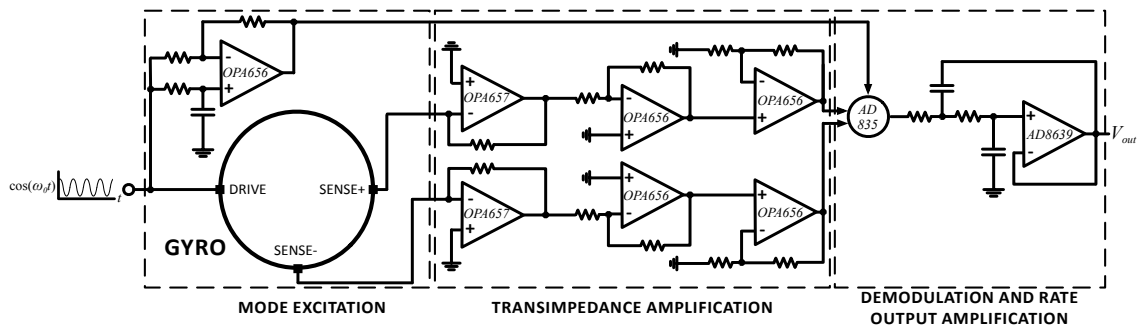 OPA656
OPA657
OPA656
OPA656
AD
835
AD8639
V_out
cos(ω₀t)
t
DRIVE
SENSE+
SENSE-
GYRO
OPA657
OPA656
OPA656
MODE EXCITATION
TRANSIMPEDANCE AMPLIFICATION
DEMODULATION AND RATE
OUTPUT AMPLIFICATION